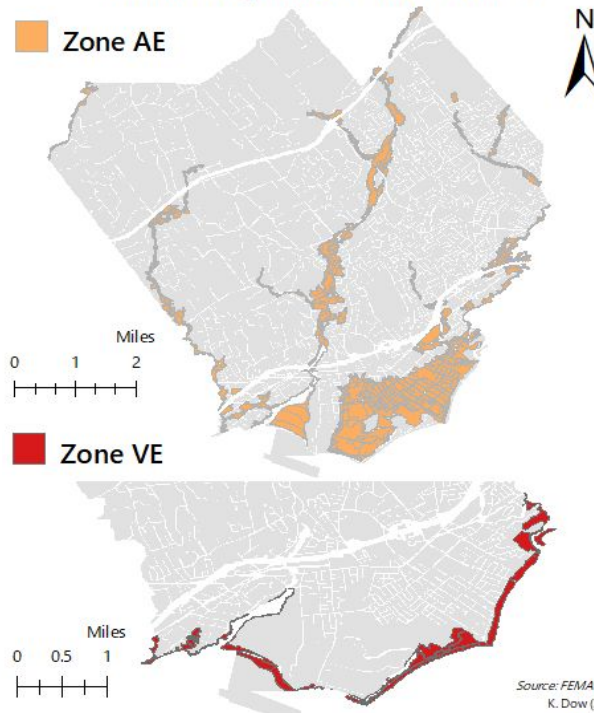 Zone AE
N
Miles
0 1 2
Zone VE
Miles
0 0.5 1
Source: FEMA
K. Dow (